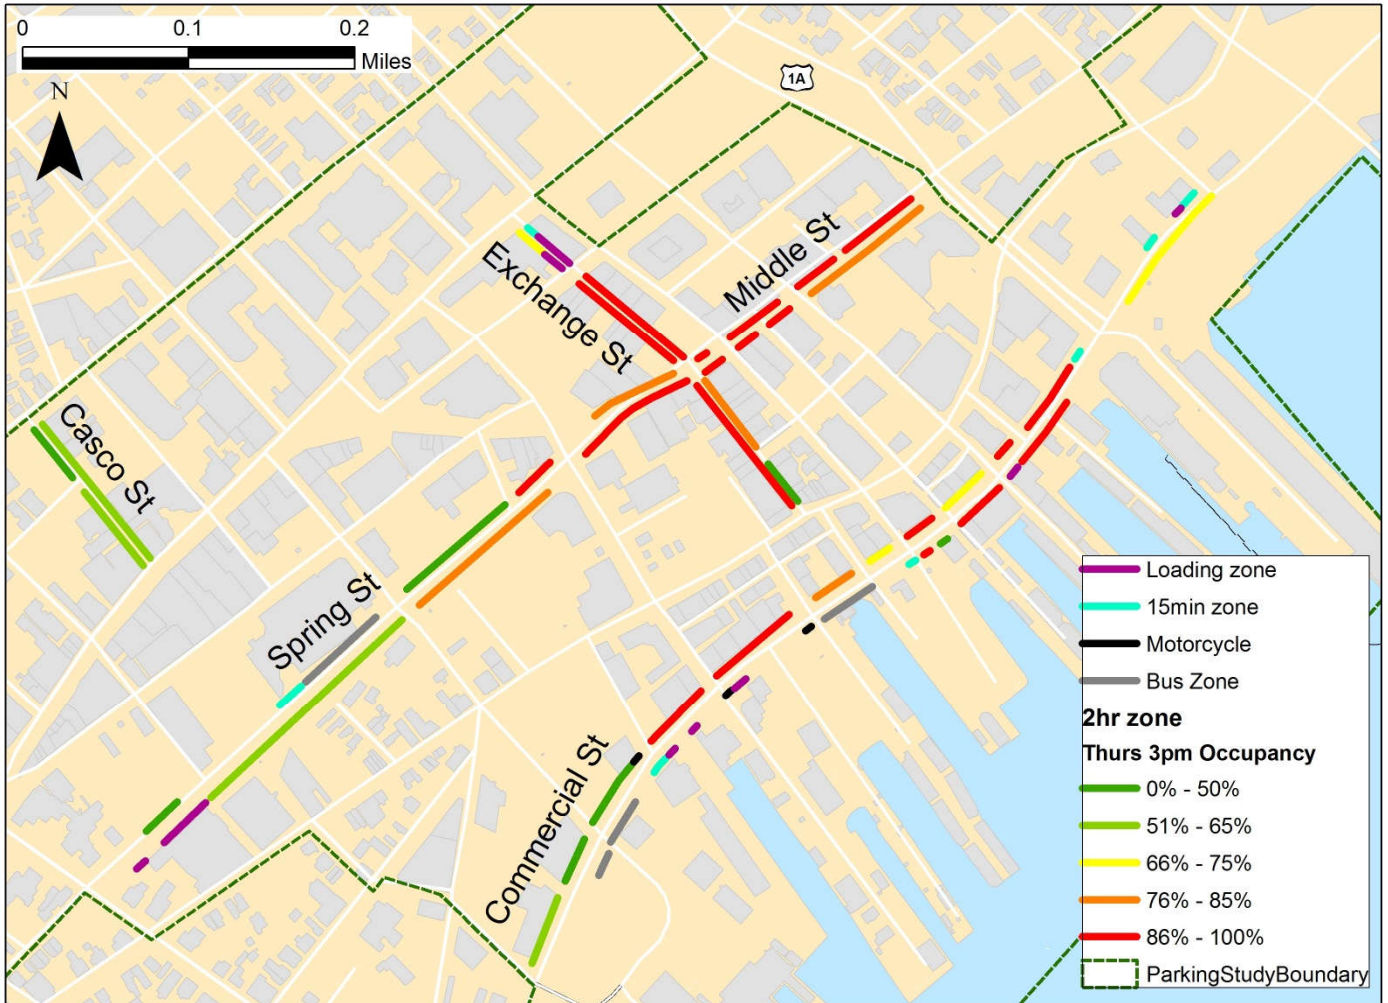 0 0.1 0.2
Miles
N
1A
Middle St
Exchange St
Casco St
Spring St
Commercial St
Loading zone
15min zone
Motorcycle
Bus Zone
2hr zone
Thurs 3pm Occupancy
0% - 50%
51% - 65%
66% - 75%
76% - 85%
86% - 100%
ParkingStudyBoundary